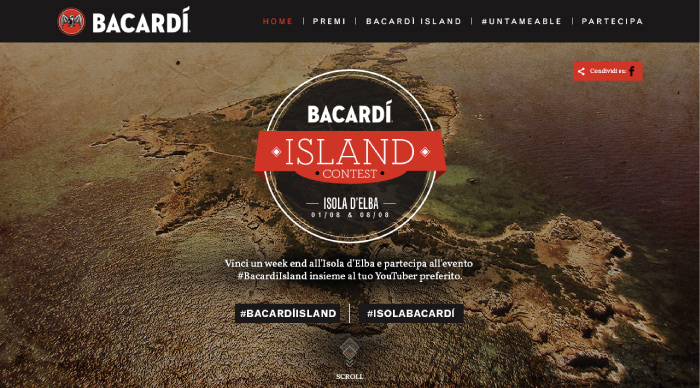 BACARDÍ
HOME
PREMI
BACARDÌ ISLAND
#UNTAMEABLE
PARTECIPA
Condividi su:
BACARDÍ
ISLAND
CONTEST
ISOLA D'ELBA
01/08 & 08/08
Vinci un week end all'Isola d'Elba e partecipa all'evento
#BacardiIsland insieme al tuo YouTuber preferito.
#BACARDÍISLAND
#ISOLABACARDÍ
SCROLL